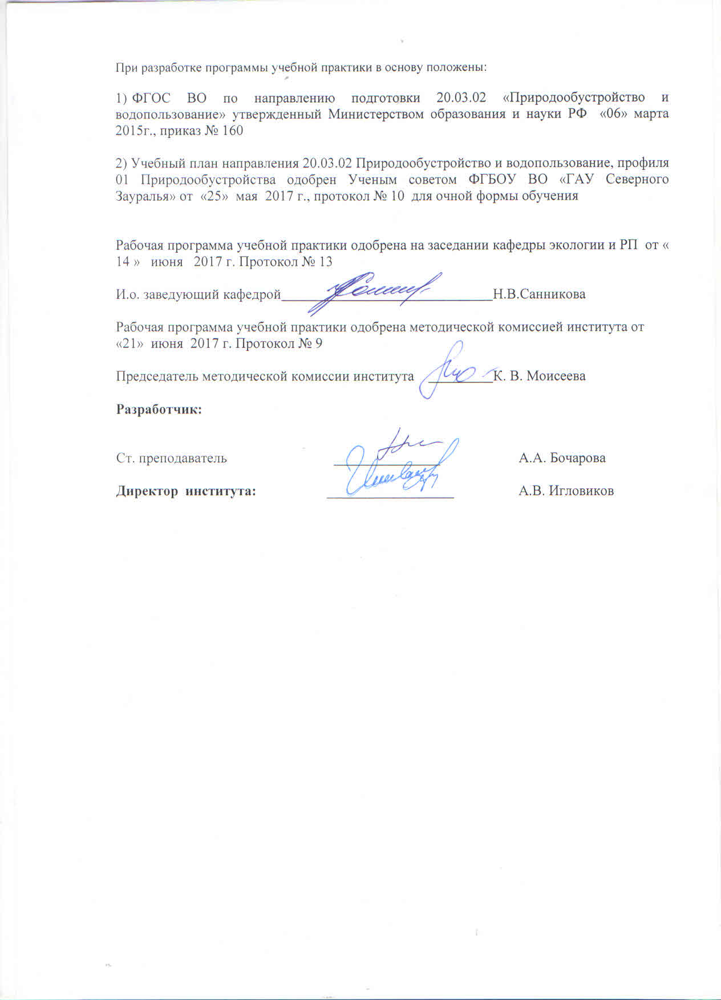 При разработке программы учебной практики в основу положены:
1) ФГОС ВО по направлению подготовки 20.03.02 «Природообустройство и
водопользование» утвержденный Министерством образования и науки РФ «06» марта
2015г., приказ № 160
2) Учебный план направления 20.03.02 Природообустройство и водопользование, профиля
01 Природообустройства одобрен Ученым советом ФГБОУ ВО «ГАУ Северного
Зауралья» от «25» мая 2017 г., протокол № 10 для очной формы обучения
Рабочая программа учебной практики одобрена на заседании кафедры экологии и РП от «
14 » июня 2017 г. Протокол № 13
И.о. заведующий кафедрой Н.В.Санникова
Рабочая программа учебной практики одобрена методической комиссией института от
«21» июня 2017 г. Протокол № 9
Председатель методической комиссии института К. В. Моисеева
Разработчик:
Ст. преподаватель А.А. Бочарова
Директор института: А.В. Игловиков